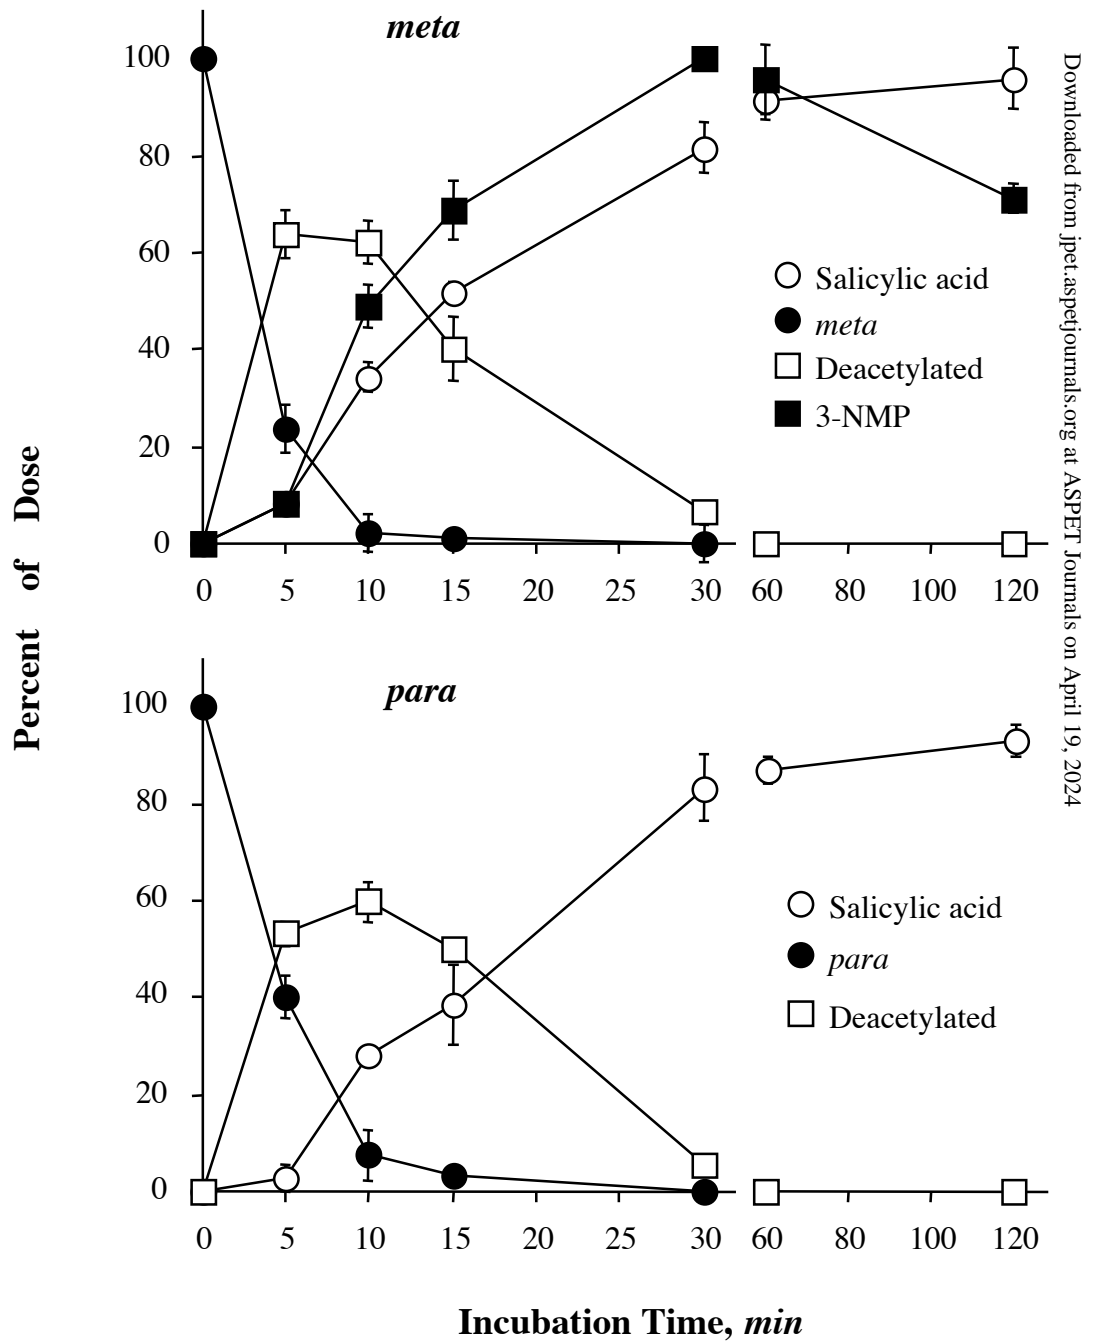 meta
100
80
60
40
20
0
Salicylic acid
meta
Deacetylated
3-NMP
0 5 10 15 20 25 30 60 80 100 120
para
100
80
60
40
20
0
Salicylic acid
para
Deacetylated
0 5 10 15 20 25 30 60 80 100 120
Incubation Time, min
Percent of Dose
Downloaded from jpet.aspetjournals.org at ASPET Journals on April 19, 2024